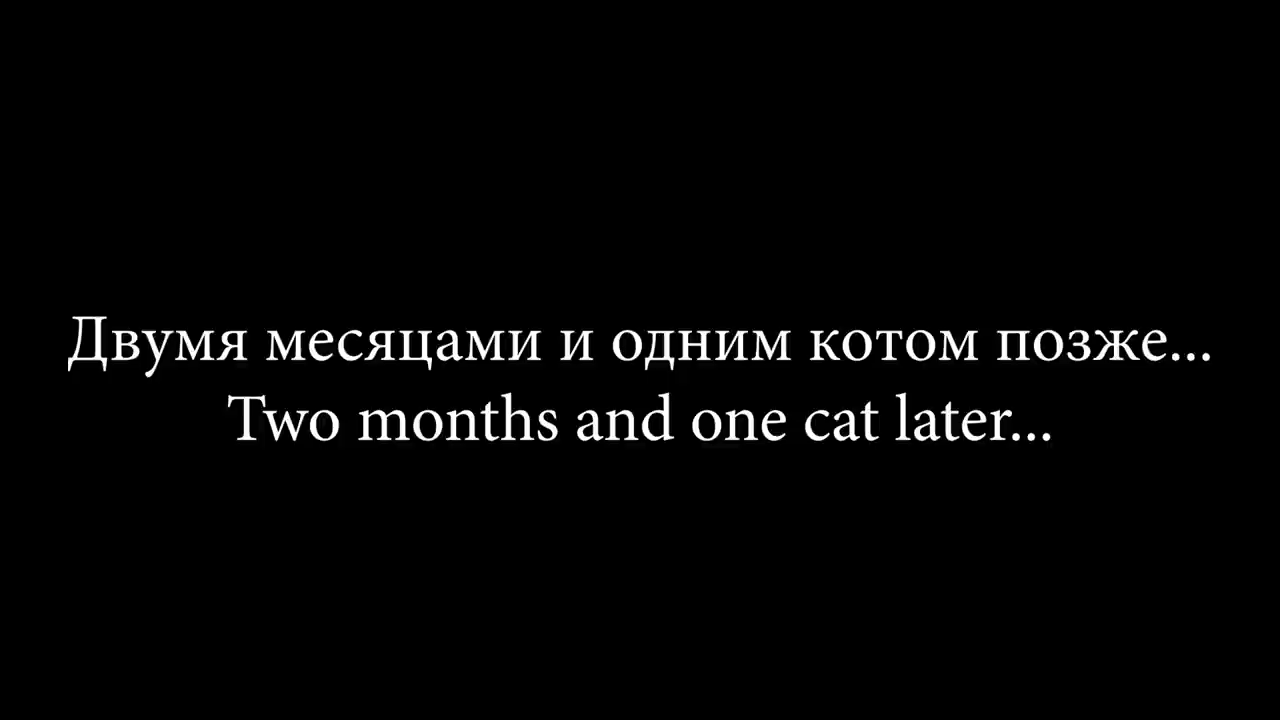 Двумя месяцами и одним котом позже...
Two months and one cat later...